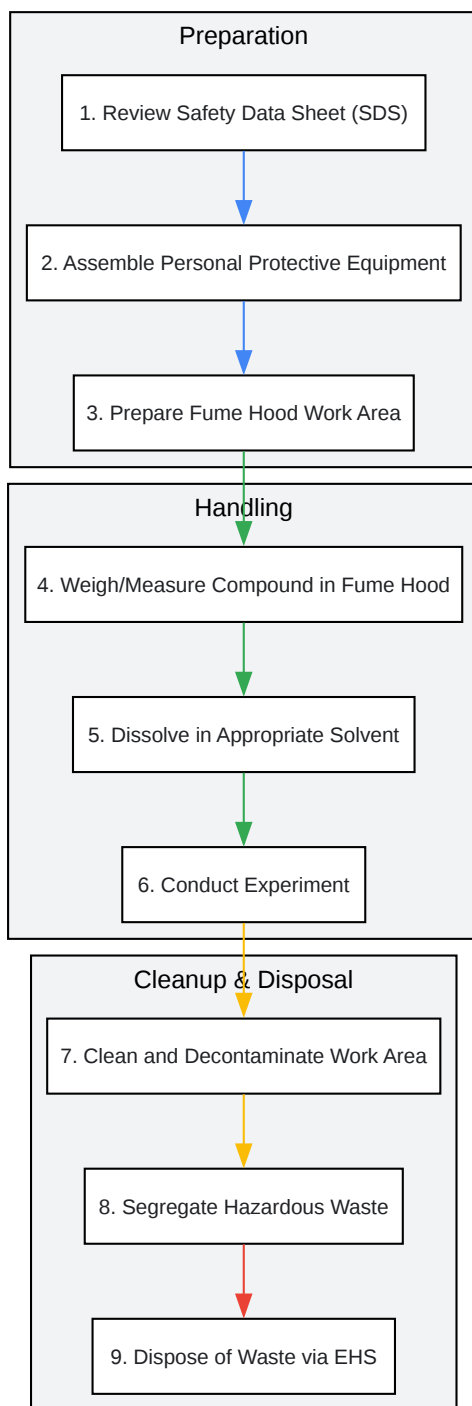 Preparation
1. Review Safety Data Sheet (SDS)
2. Assemble Personal Protective Equipment
3. Prepare Fume Hood Work Area
Handling
4. Weigh/Measure Compound in Fume Hood
5. Dissolve in Appropriate Solvent
6. Conduct Experiment
Cleanup & Disposal
7. Clean and Decontaminate Work Area
8. Segregate Hazardous Waste
9. Dispose of Waste via EHS